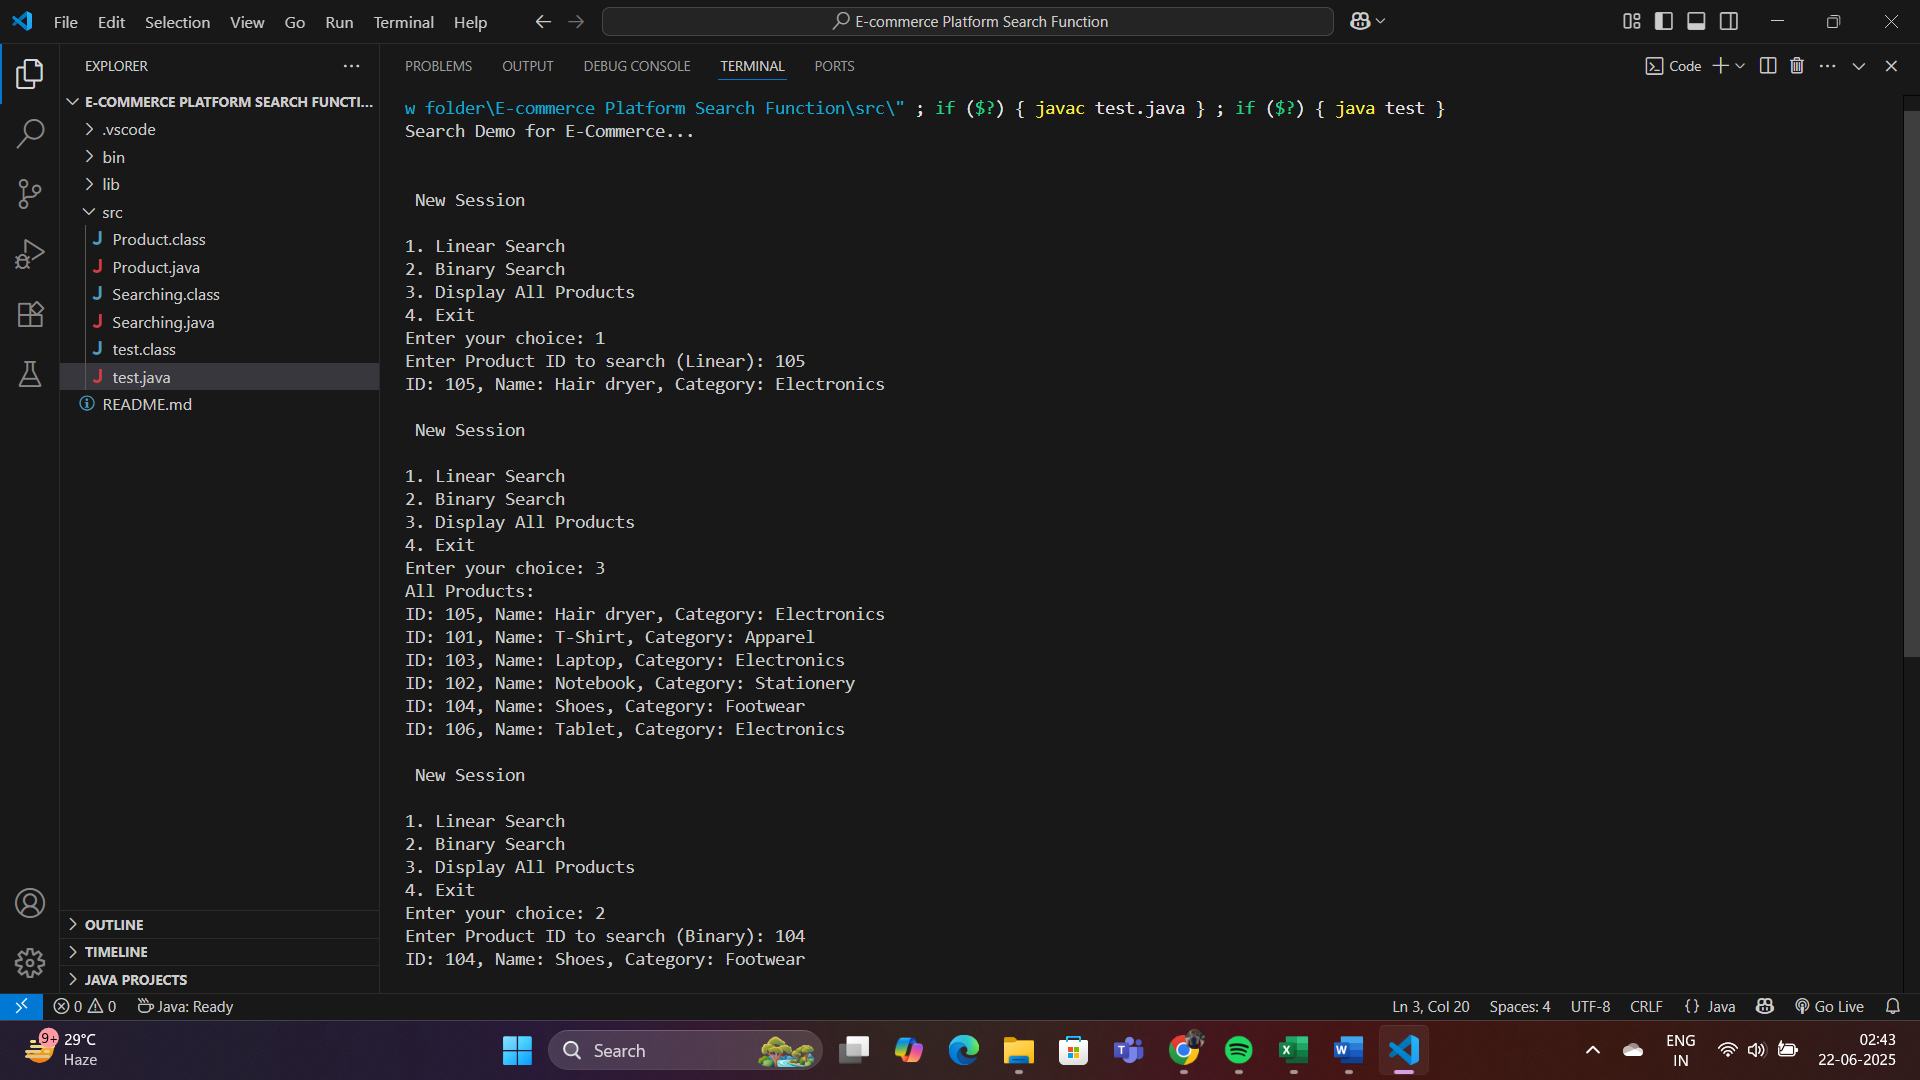 File Edit Selection View Go Run Terminal Help
E-commerce Platform Search Function
EXPLORER
E-COMMERCE PLATFORM SEARCH FUNCTI...
.vscode
bin
lib
src
J Product.class
J Product.java
J Searching.class
J Searching.java
J test.class
J test.java
README.md
OUTLINE
TIMELINE
JAVA PROJECTS
PROBLEMS OUTPUT DEBUG CONSOLE TERMINAL PORTS
Code
w folder\E-commerce Platform Search Function\src\" ; if ($?) { javac test.java } ; if ($?) { java test }
Search Demo for E-Commerce...
New Session
1. Linear Search
2. Binary Search
3. Display All Products
4. Exit
Enter your choice: 1
Enter Product ID to search (Linear): 105
ID: 105, Name: Hair dryer, Category: Electronics
New Session
1. Linear Search
2. Binary Search
3. Display All Products
4. Exit
Enter your choice: 3
All Products:
ID: 105, Name: Hair dryer, Category: Electronics
ID: 101, Name: T-Shirt, Category: Apparel
ID: 103, Name: Laptop, Category: Electronics
ID: 102, Name: Notebook, Category: Stationery
ID: 104, Name: Shoes, Category: Footwear
ID: 106, Name: Tablet, Category: Electronics
New Session
1. Linear Search
2. Binary Search
3. Display All Products
4. Exit
Enter your choice: 2
Enter Product ID to search (Binary): 104
ID: 104, Name: Shoes, Category: Footwear
0 0 Java: Ready
Ln 3, Col 20 Spaces: 4 UTF-8 CRLF {} Java Go Live
9+
29°C
Haze
Search
ENG
IN
02:43
22-06-2025